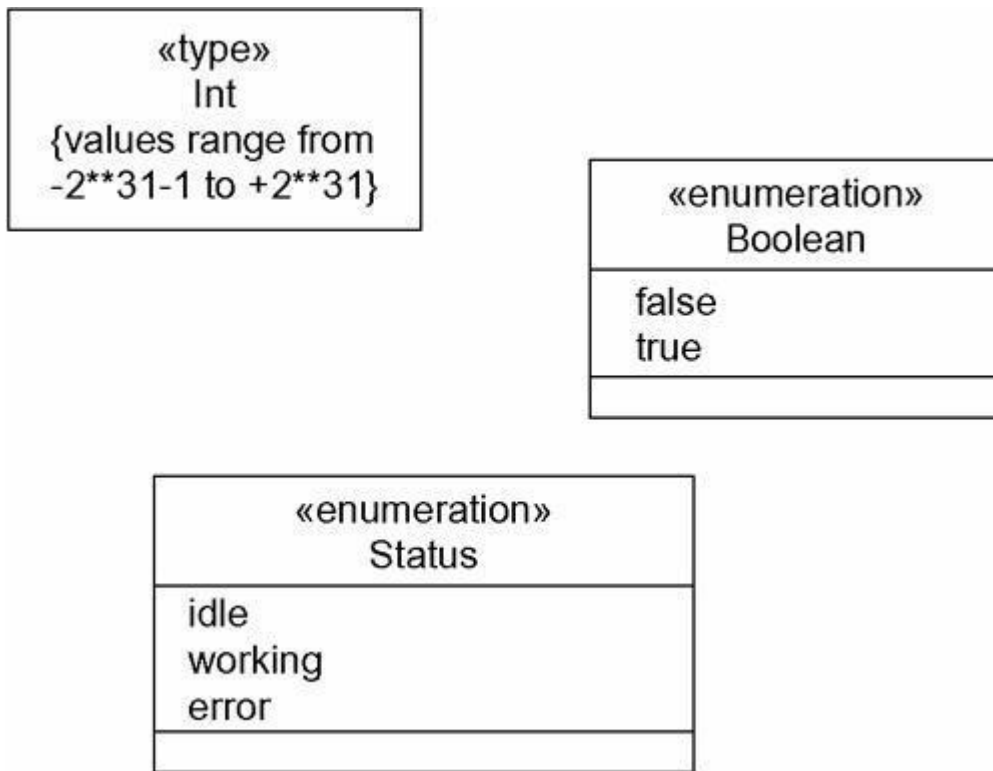 «type»
Int
{values range from
-2**31-1 to +2**31}
«enumeration»
Boolean
false
true
«enumeration»
Status
idle
working
error